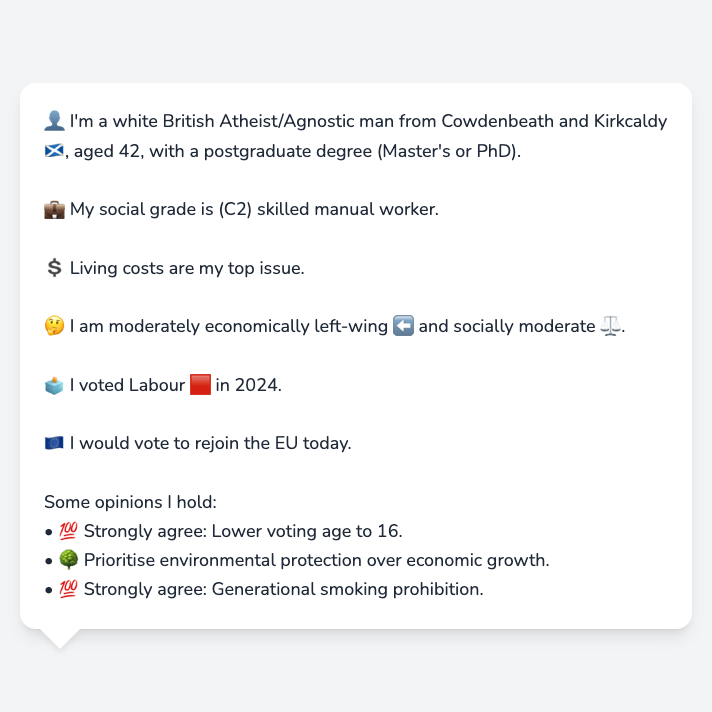 👤 I'm a white British Atheist/Agnostic man from Cowdenbeath and Kirkcaldy
🏴󠁧󠁢󠁳󠁣󠁴󠁿, aged 42, with a postgraduate degree (Master's or PhD).
💼 My social grade is (C2) skilled manual worker.
💲 Living costs are my top issue.
🤔 I am moderately economically left-wing ⬅️ and socially moderate ⚖️.
🗳️ I voted Labour 🟥 in 2024.
🇪🇺 I would vote to rejoin the EU today.
Some opinions I hold:
• 💯 Strongly agree: Lower voting age to 16.
• 🌳 Prioritise environmental protection over economic growth.
• 💯 Strongly agree: Generational smoking prohibition.